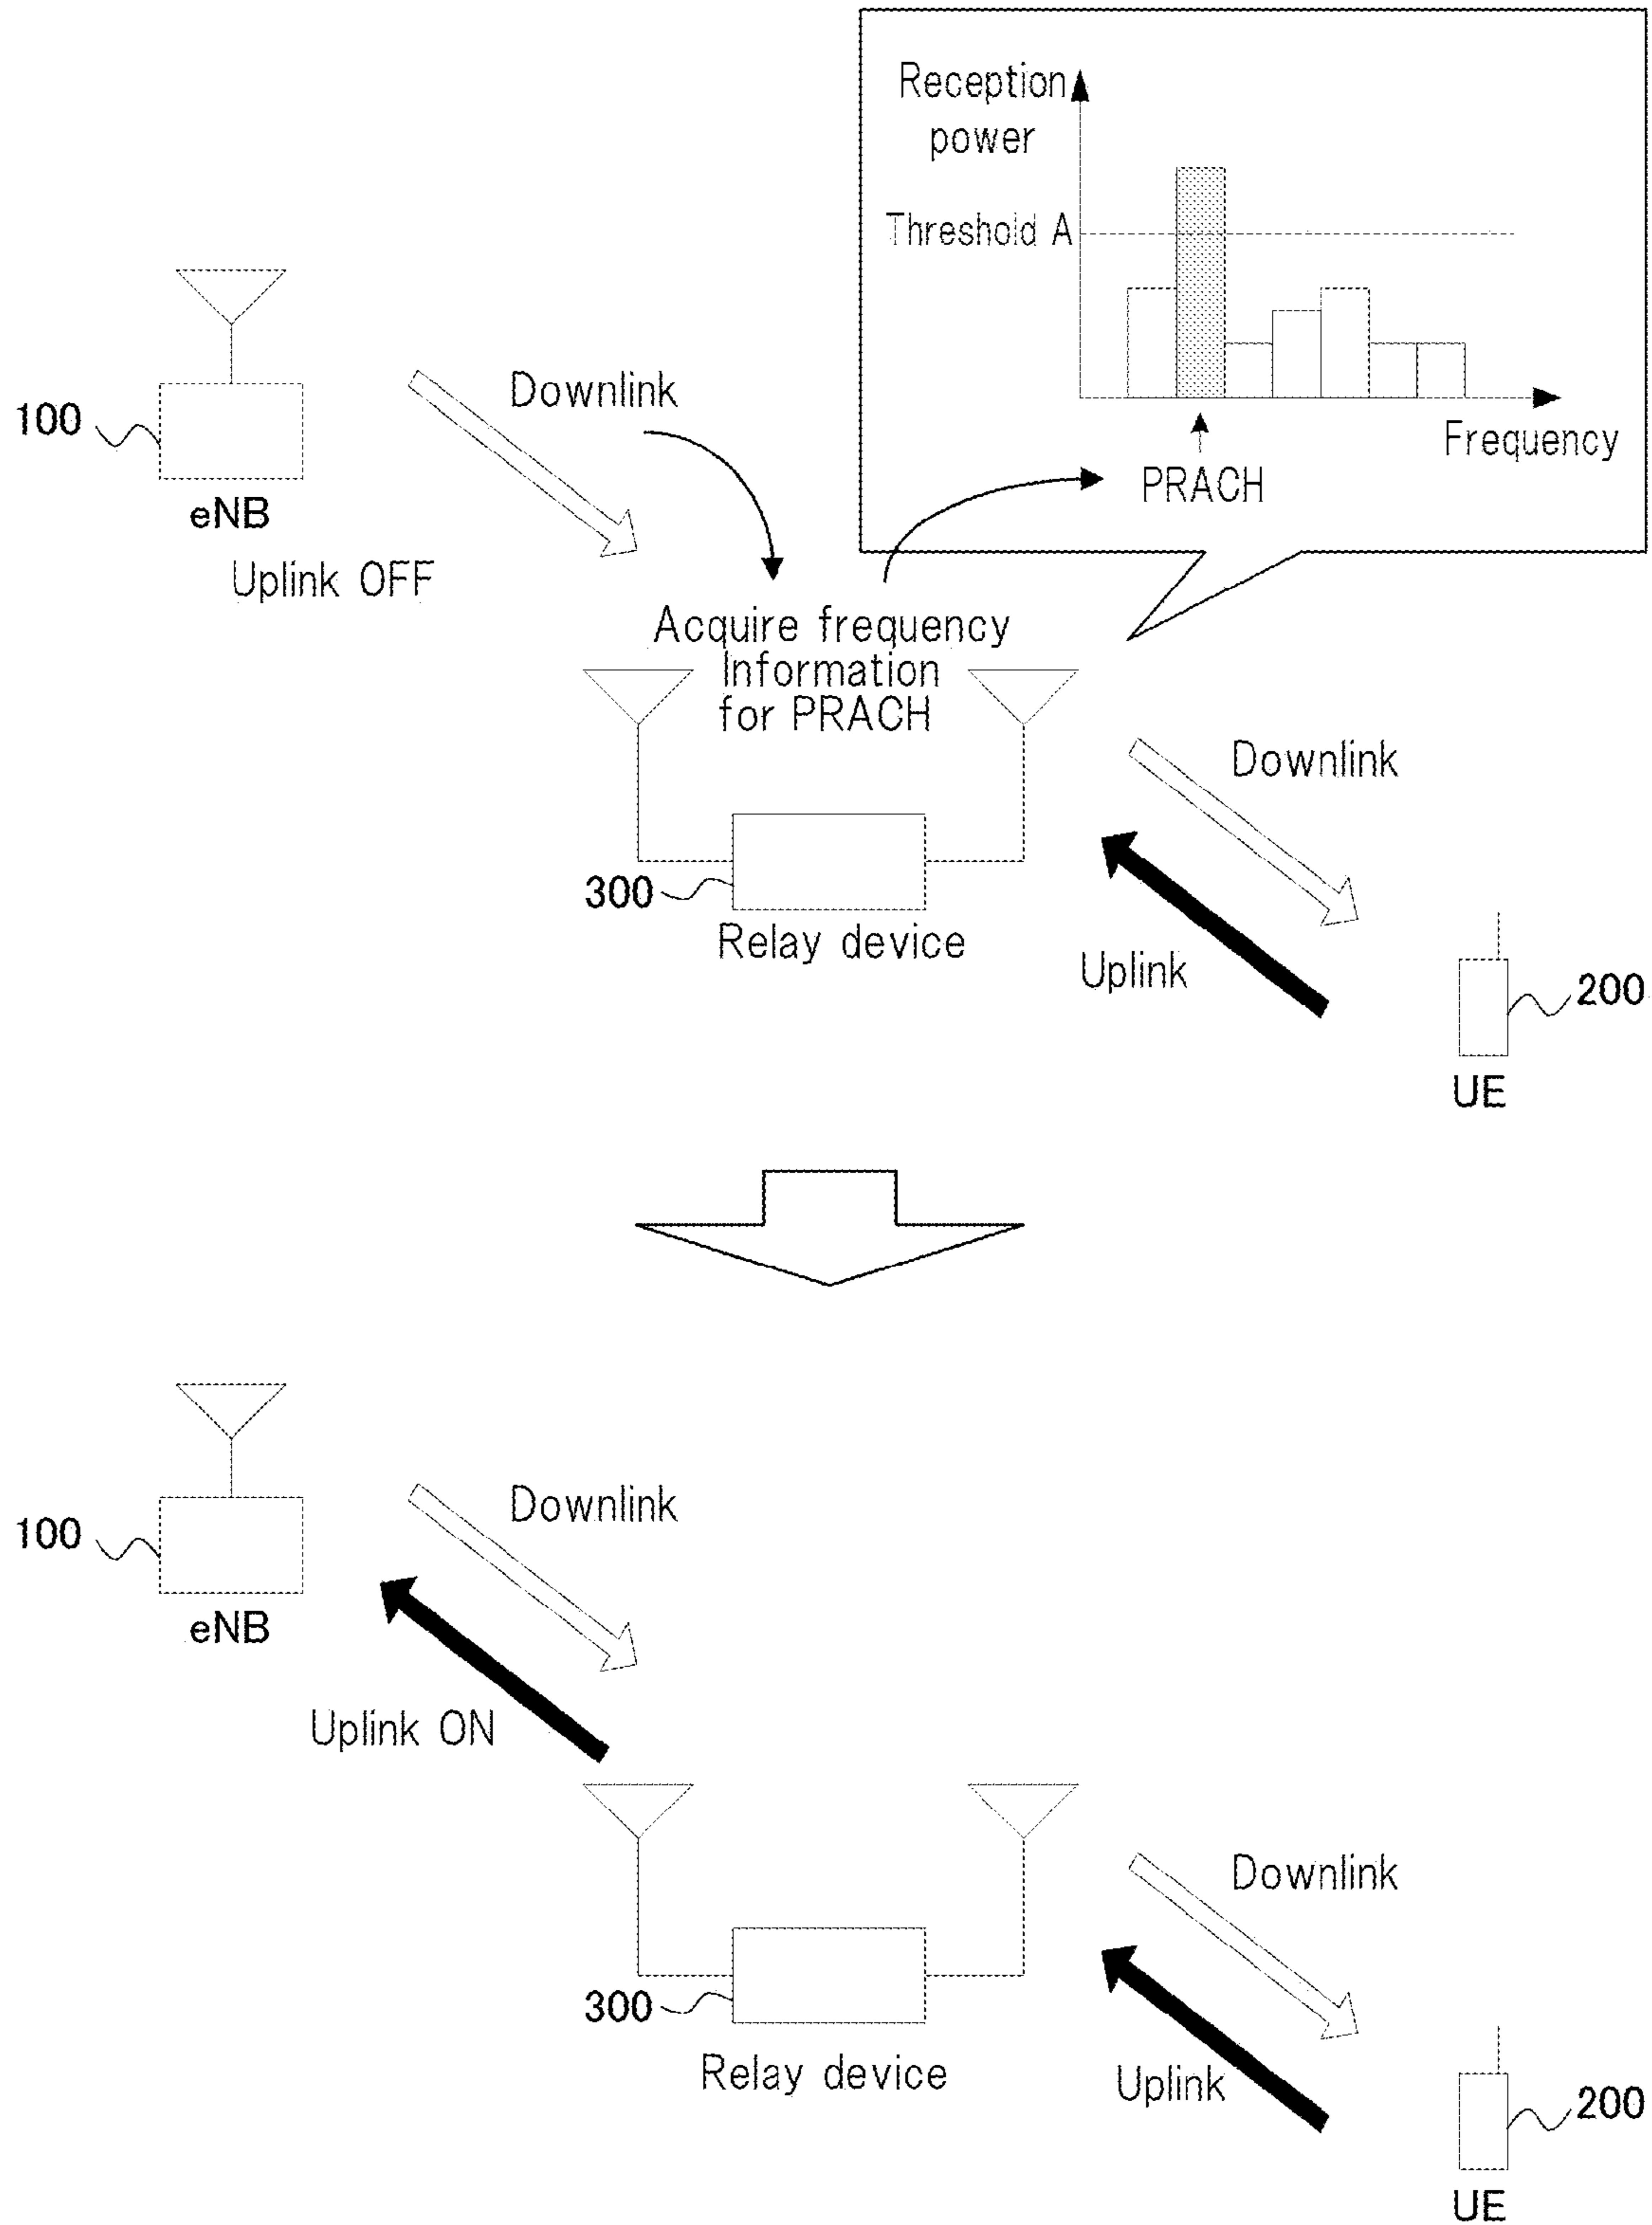 Reception
power
Threshold A
Frequency
PRACH
100
eNB
Downlink
Uplink OFF
Acquire frequency
Information
for PRACH
Downlink
300
Relay device
Uplink
200
UE
100
eNB
Downlink
Uplink ON
Downlink
300
Relay device
Uplink
200
UE